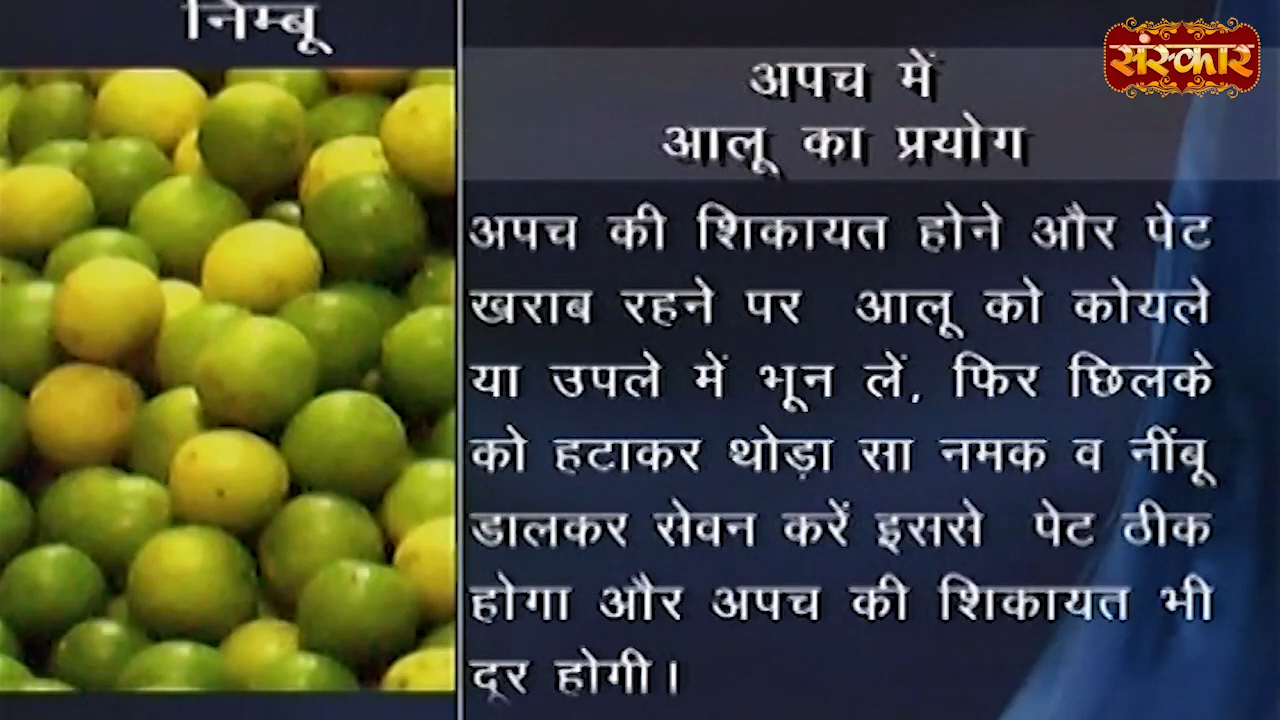 निम्बू
संस्कार
अपच में
आलू का प्रयोग
अपच की शिकायत होने और पेट
खराब रहने पर आलू को कोयले
या उपले में भून लें, फिर छिलके
को हटाकर थोड़ा सा नमक व नींबू
डालकर सेवन करें इससे पेट ठीक
होगा और अपच की शिकायत भी
दूर होगी।